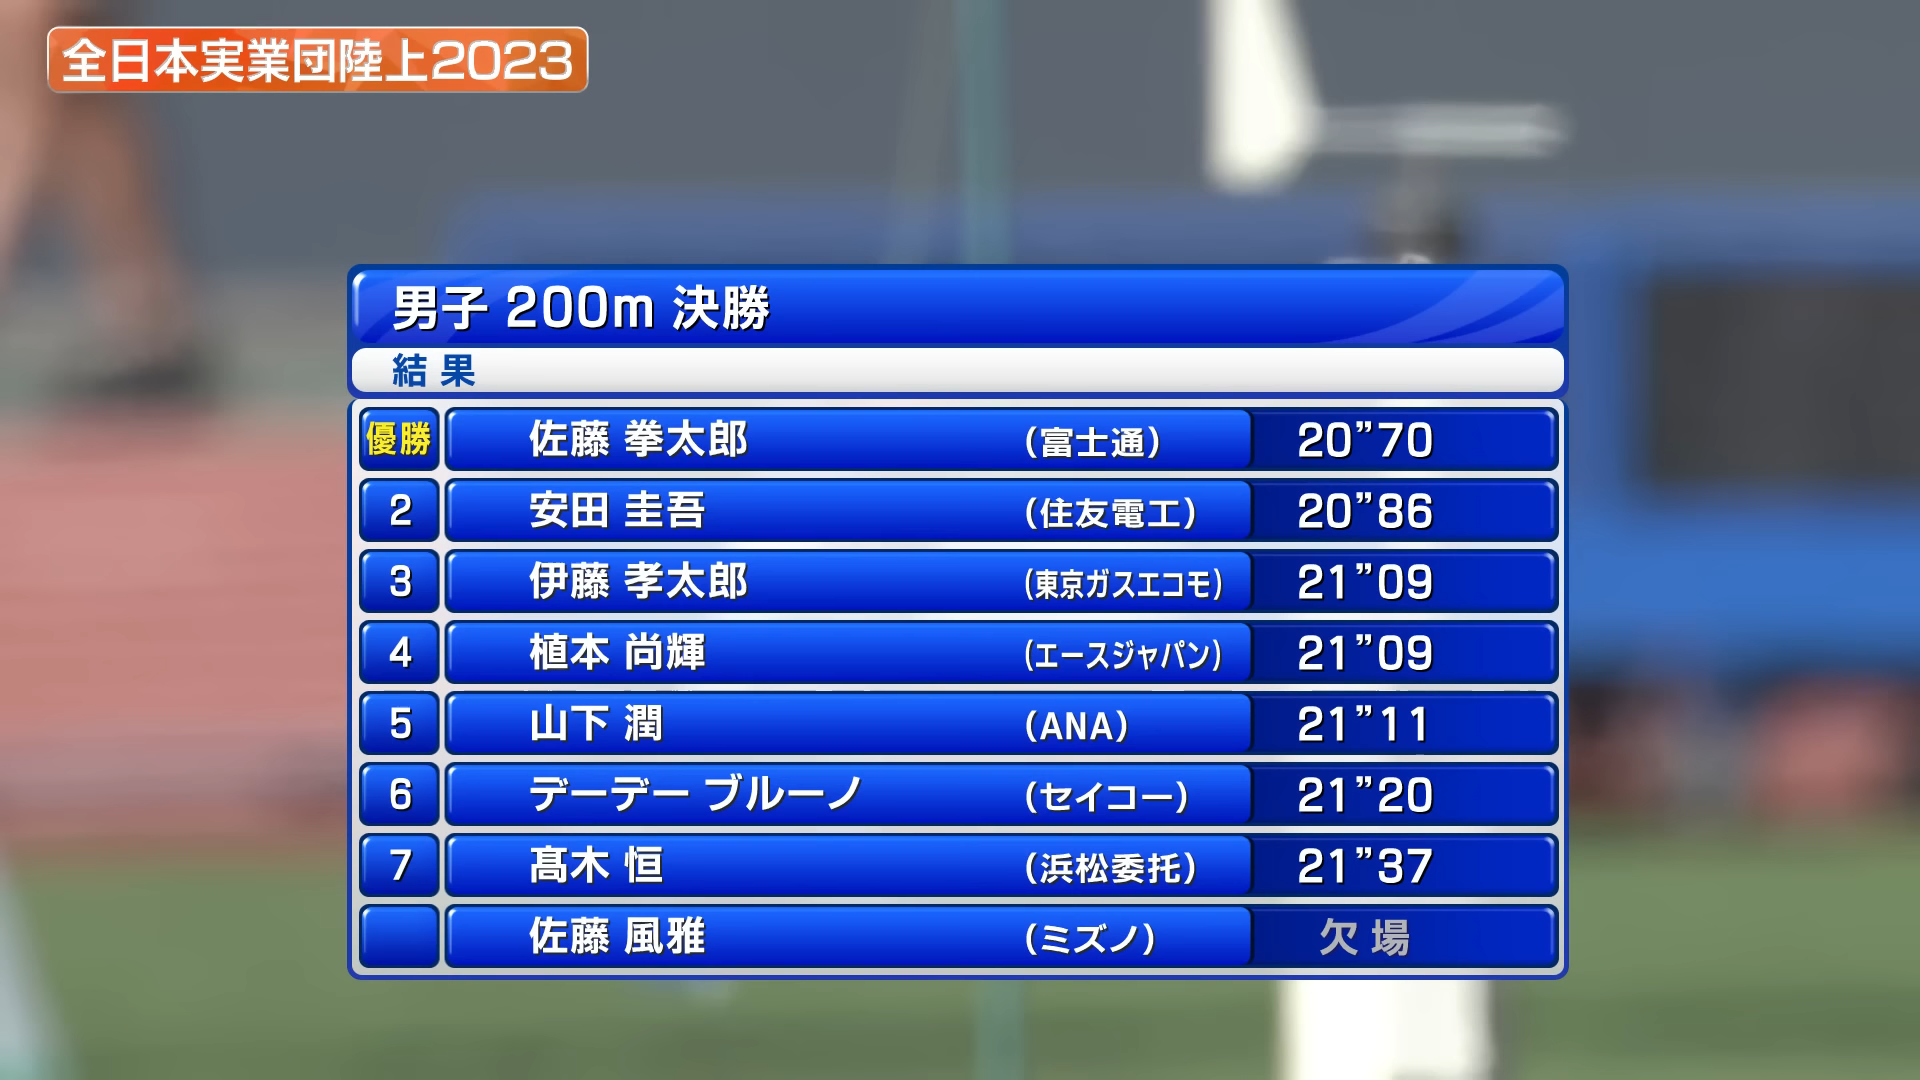 全日本実業団陸上2023
男子 200m 決勝
結果
優勝 佐藤 拳太郎 (富士通) 20”70
2 安田 圭吾 (住友電工) 20”86
3 伊藤 孝太郎 (東京ガスエコモ) 21”09
4 植本 尚輝 (エースジャパン) 21”09
5 山下 潤 (ANA) 21”11
6 デーデー ブルーノ (セイコー) 21”20
7 髙木 恒 (浜松委托) 21”37
佐藤 風雅 (ミズノ) 欠場